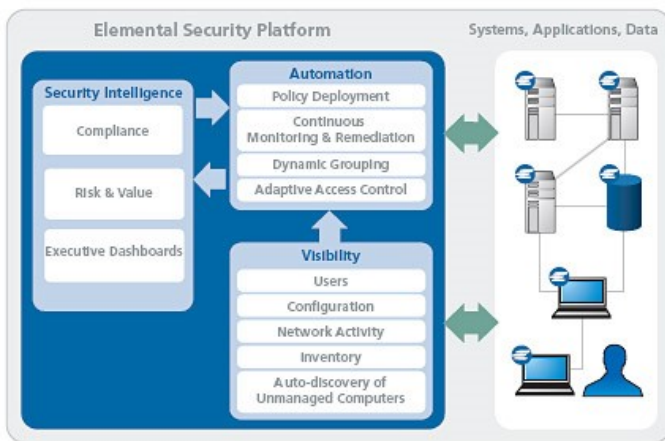 Elemental Security Platform
Systems, Applications, Data
Security Intelligence
Compliance
Risk & Value
Executive Dashboards
Automation
Policy Deployment
Continuous
Monitoring & Remediation
Dynamic Grouping
Adaptive Access Control
Visibility
Users
Configuration
Network Activity
Inventory
Auto-discovery of
Unmanaged Computers